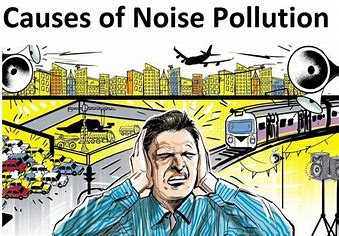 Causes of Noise Pollution